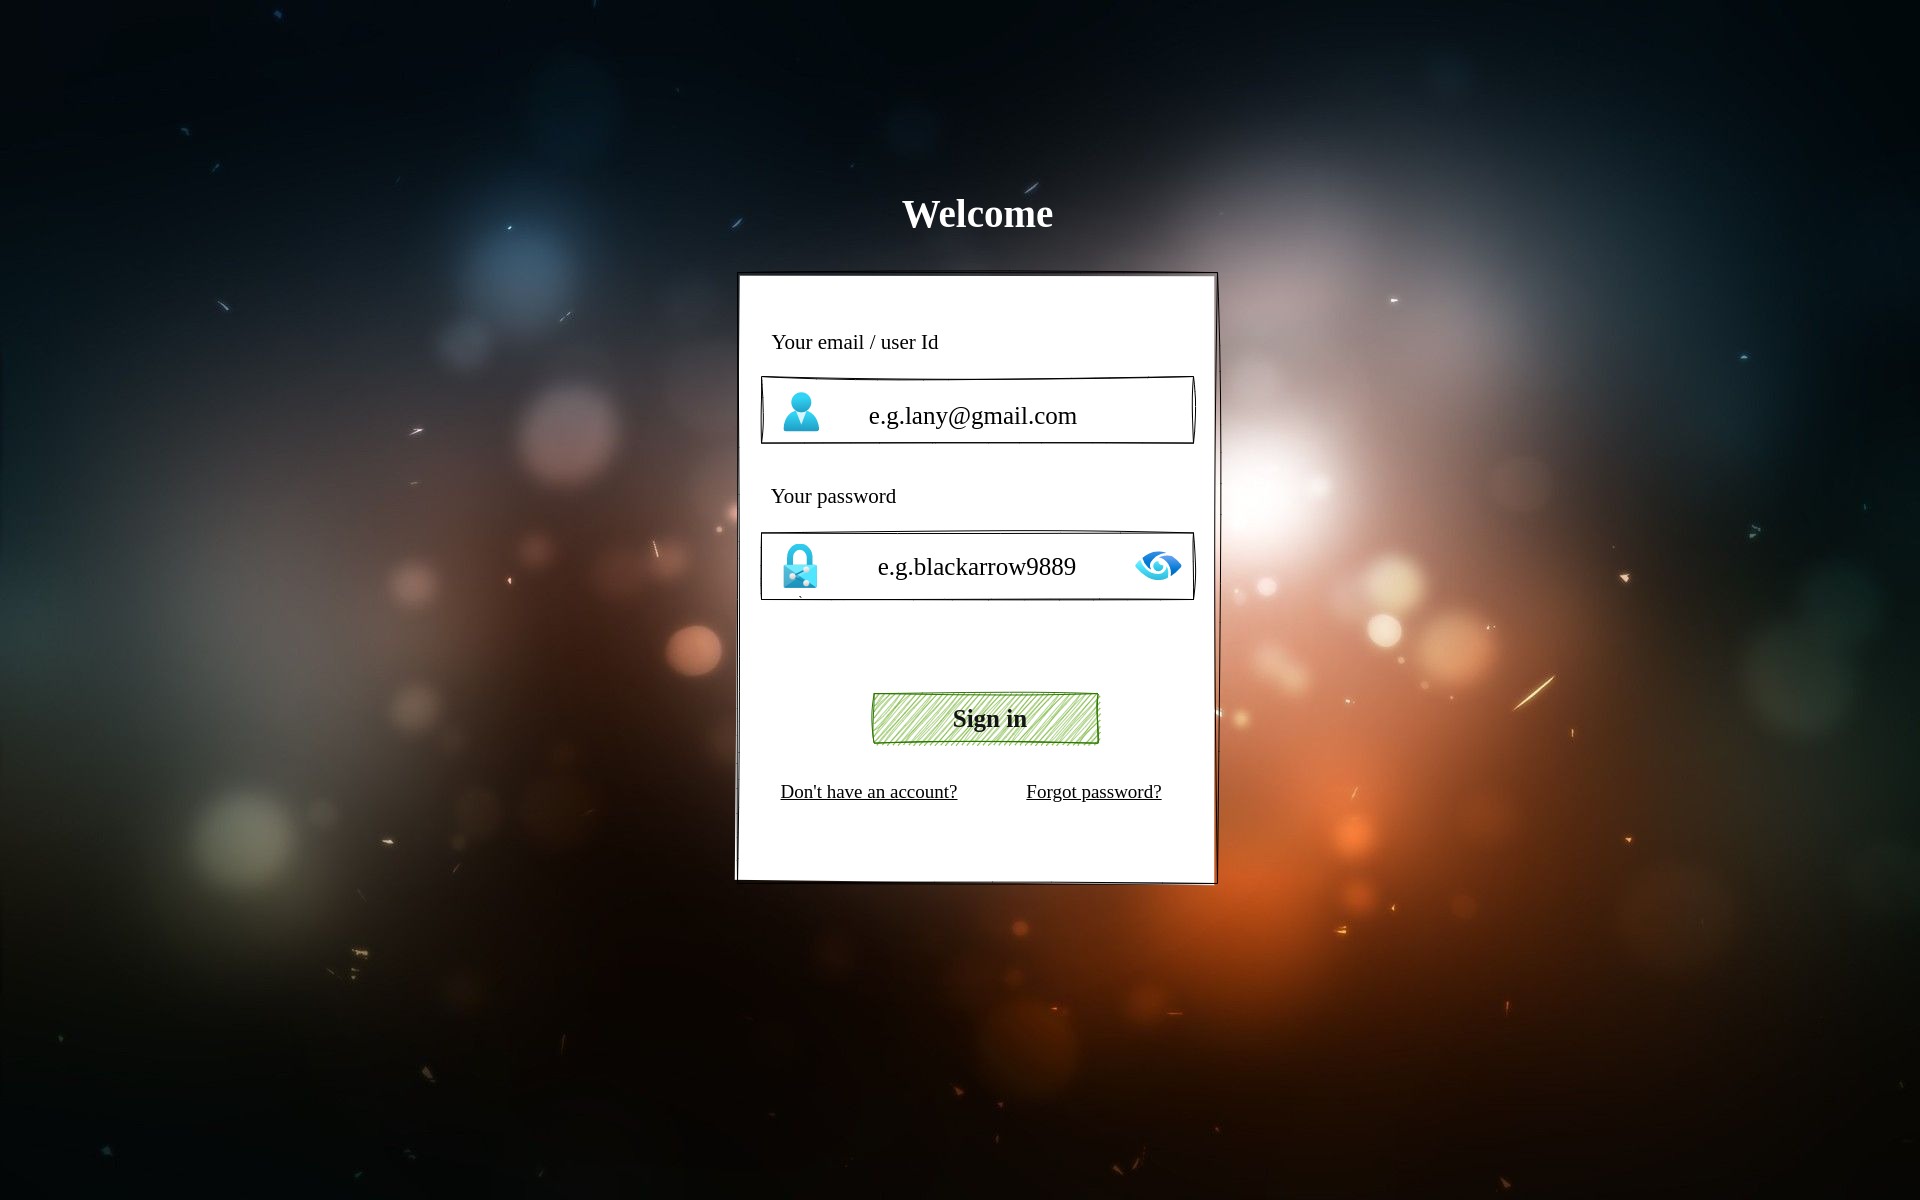 Welcome
Your email / user Id
e.g.lany@gmail.com
Your password
e.g.blackarrow9889
Sign in
Don't have an account? Forgot password?